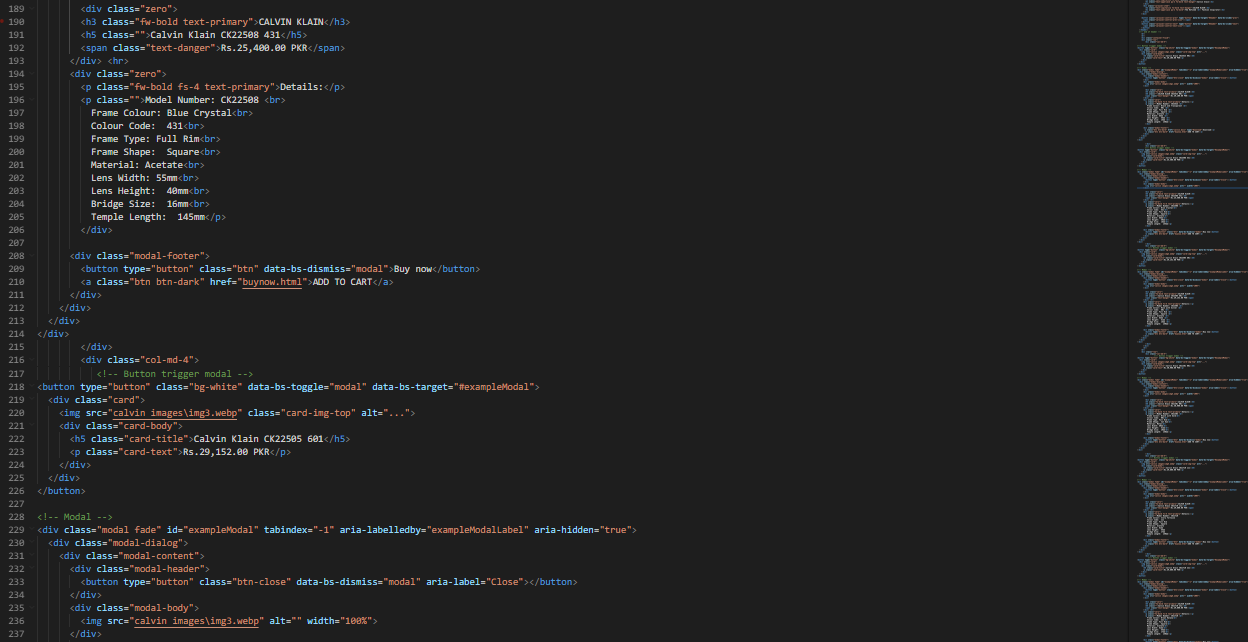 189 <div class="zero">
190 <h3 class="fw-bold text-primary">CALVIN KLAIN</h3>
191 <h5 class="">Calvin Klain CK22508 431</h5>
192 <span class="text-danger">Rs.25,400.00 PKR</span>
193 </div> <hr>
194 <div class="zero">
195 <p class="fw-bold fs-4 text-primary">Details:</p>
196 <p class="">Model Number: CK22508 <br>
197 Frame Colour: Blue Crystal<br>
198 Colour Code:  431<br>
199 Frame Type: Full Rim<br>
200 Frame Shape:  Square<br>
201 Material: Acetate<br>
202 Lens Width: 55mm<br>
203 Lens Height:  40mm<br>
204 Bridge Size:  16mm<br>
205 Temple Length:  145mm</p>
206 </div>
207
208 <div class="modal-footer">
209 <button type="button" class="btn" data-bs-dismiss="modal">Buy now</button>
210 <a class="btn btn-dark" href="buynow.html">ADD TO CART</a>
211 </div>
212 </div>
213 </div>
214 </div>
215 </div>
216 <div class="col-md-4">
217 <!-- Button trigger modal -->
218 <button type="button" class="bg-white" data-bs-toggle="modal" data-bs-target="#exampleModal">
219 <div class="card">
220 <img src="calvin images\img3.webp" class="card-img-top" alt="...">
221 <div class="card-body">
222 <h5 class="card-title">Calvin Klain CK22505 601</h5>
223 <p class="card-text">Rs.29,152.00 PKR</p>
224 </div>
225 </div>
226 </button>
227
228 <!-- Modal -->
229 <div class="modal fade" id="exampleModal" tabindex="-1" aria-labelledby="exampleModalLabel" aria-hidden="true">
230 <div class="modal-dialog">
231 <div class="modal-content">
232 <div class="modal-header">
233 <button type="button" class="btn-close" data-bs-dismiss="modal" aria-label="Close"></button>
234 </div>
235 <div class="modal-body">
236 <img src="calvin images\img3.webp" alt="" width="100%">
237 </div>